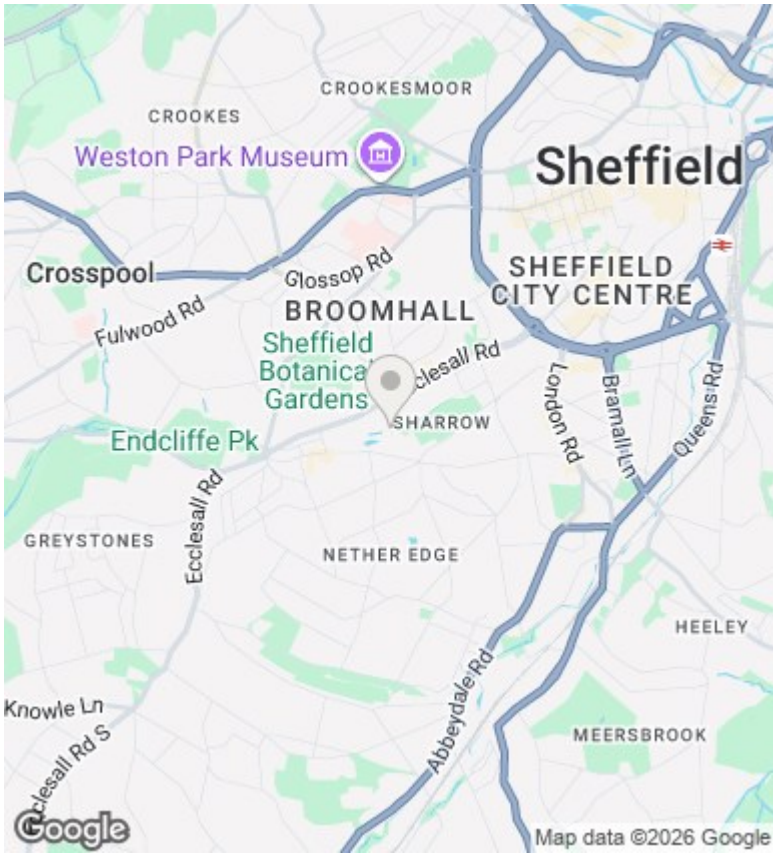 CROOKESMOOR
CROOKES
Weston Park Museum
Sheffield
Crosspool
Glossop Rd
SHEFFIELD
CITY CENTRE
BROOMHALL
Fulwood Rd
Sheffield
Botanical
Gardens
Ecclesall Rd
London Rd
Bramall Ln
Queens Rd
SHARROW
Endcliffe Pk
Ecclesall Rd
GREYSTONES
NETHER EDGE
HEELEY
Abbeydale Rd
Knowle Ln
Ecclesall Rd S
MEERSBROOK
Google
Map data ©2026 Google